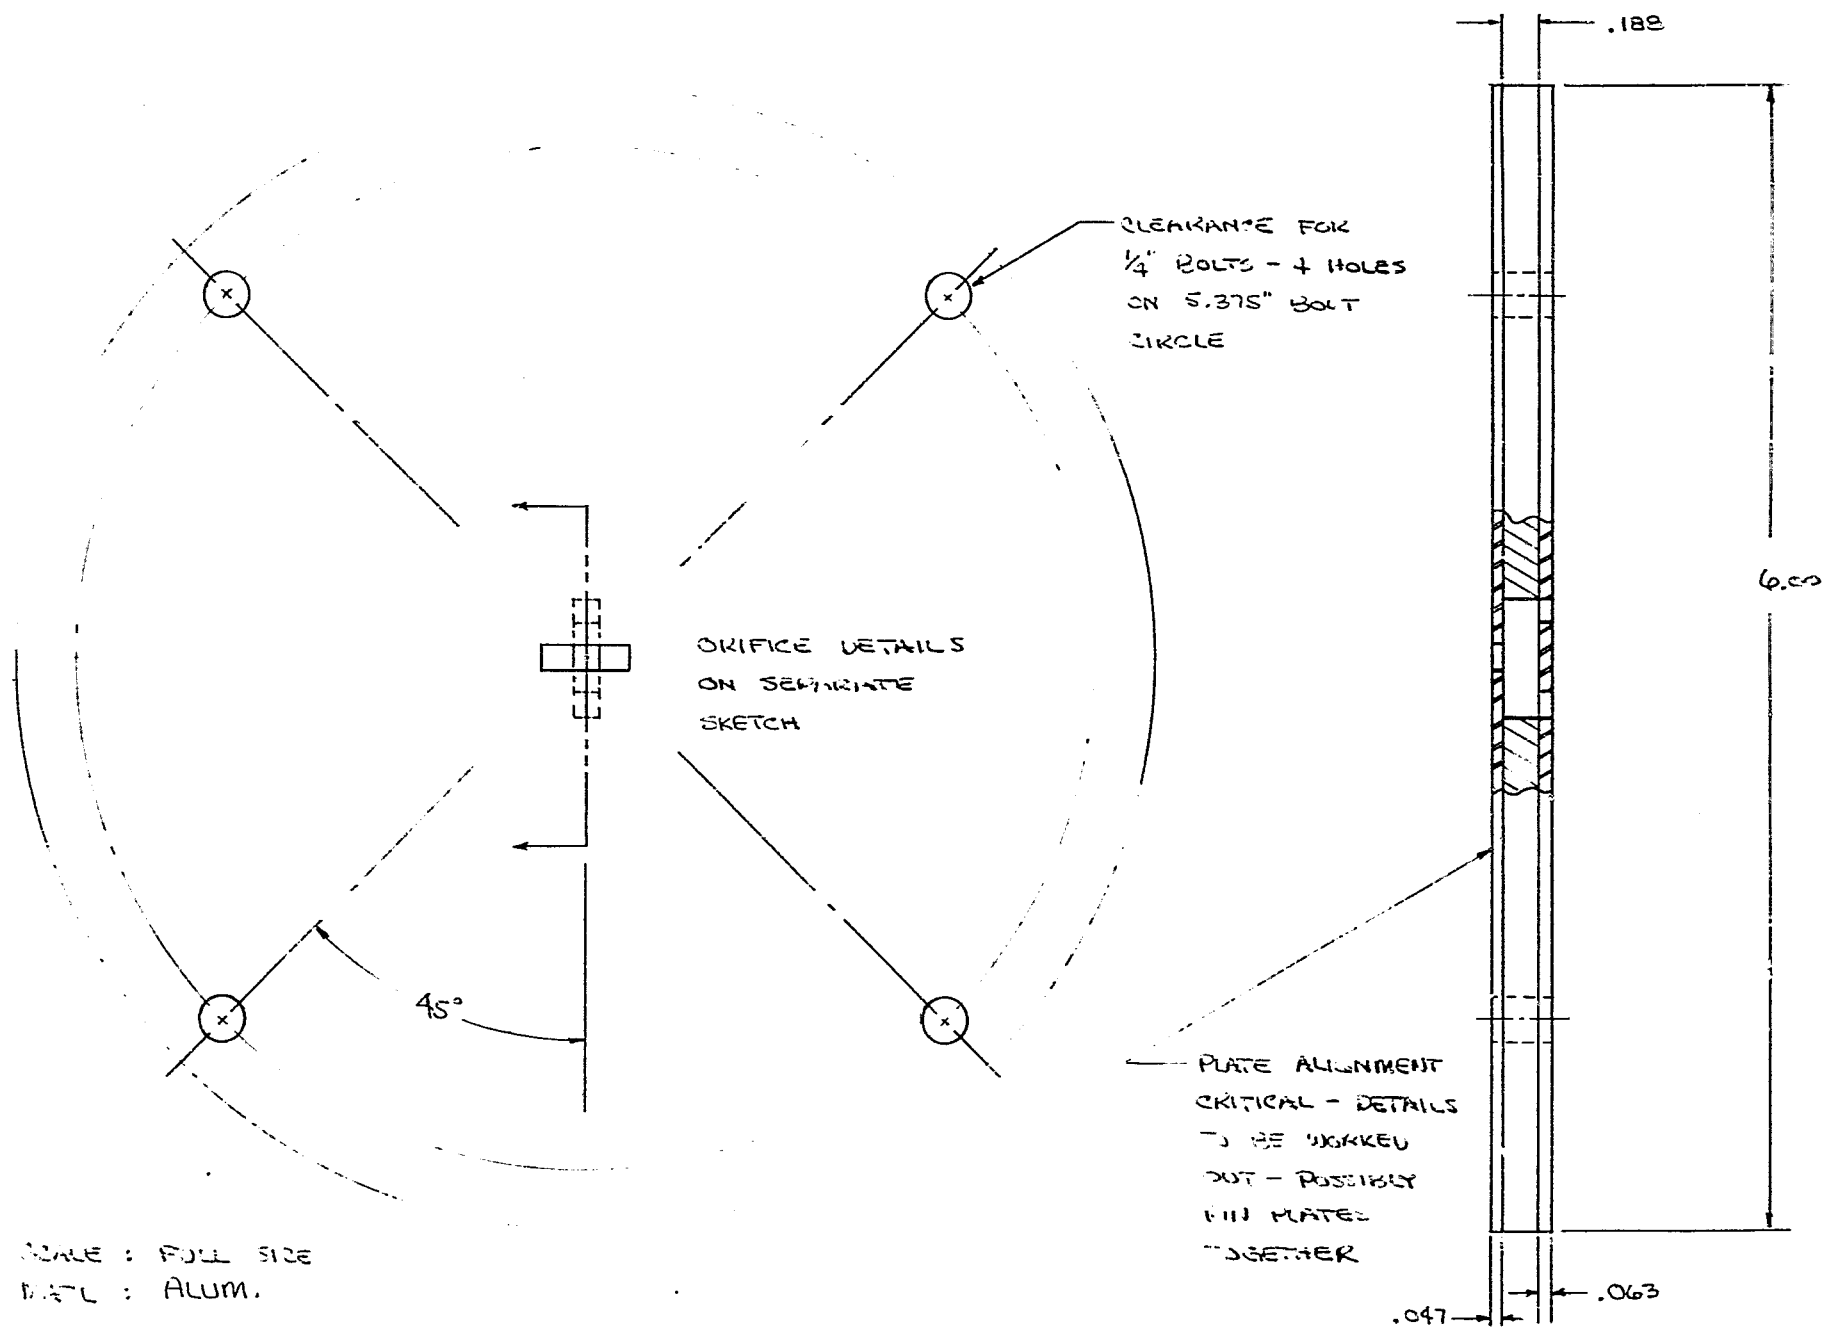 .188
CLEARANCE FOR
1/4" BOLTS - 4 HOLES
ON 5.375" BOLT
CIRCLE
6.00
ORIFICE DETAILS
ON SEPARATE
SKETCH
45°
PLATE ALIGNMENT
CRITICAL - DETAILS
TO BE WORKED
OUT - POSSIBLY
PIN PLATES
TOGETHER
SCALE : FULL SIZE
MATL : ALUM.
.063
.047